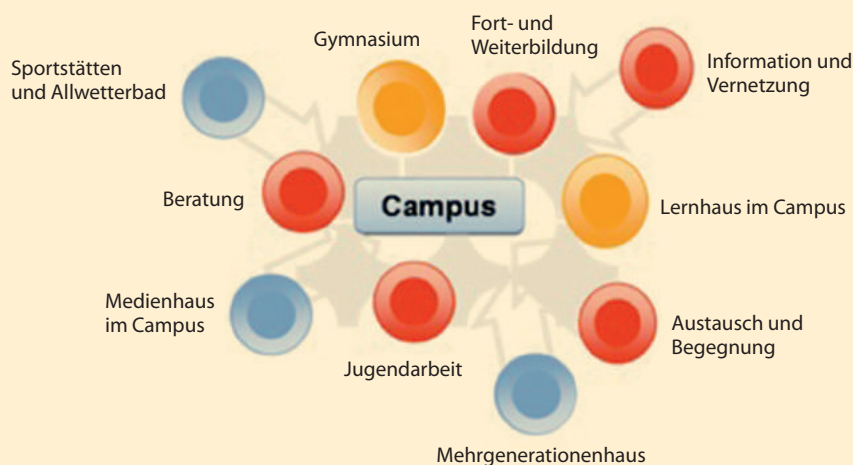 Gymnasium
Fort- und
Weiterbildung
Sportstätten
und Allwetterbad
Information und
Vernetzung
Beratung
Campus
Lernhaus im Campus
Medienhaus
im Campus
Jugendarbeit
Austausch und
Begegnung
Mehrgenerationenhaus